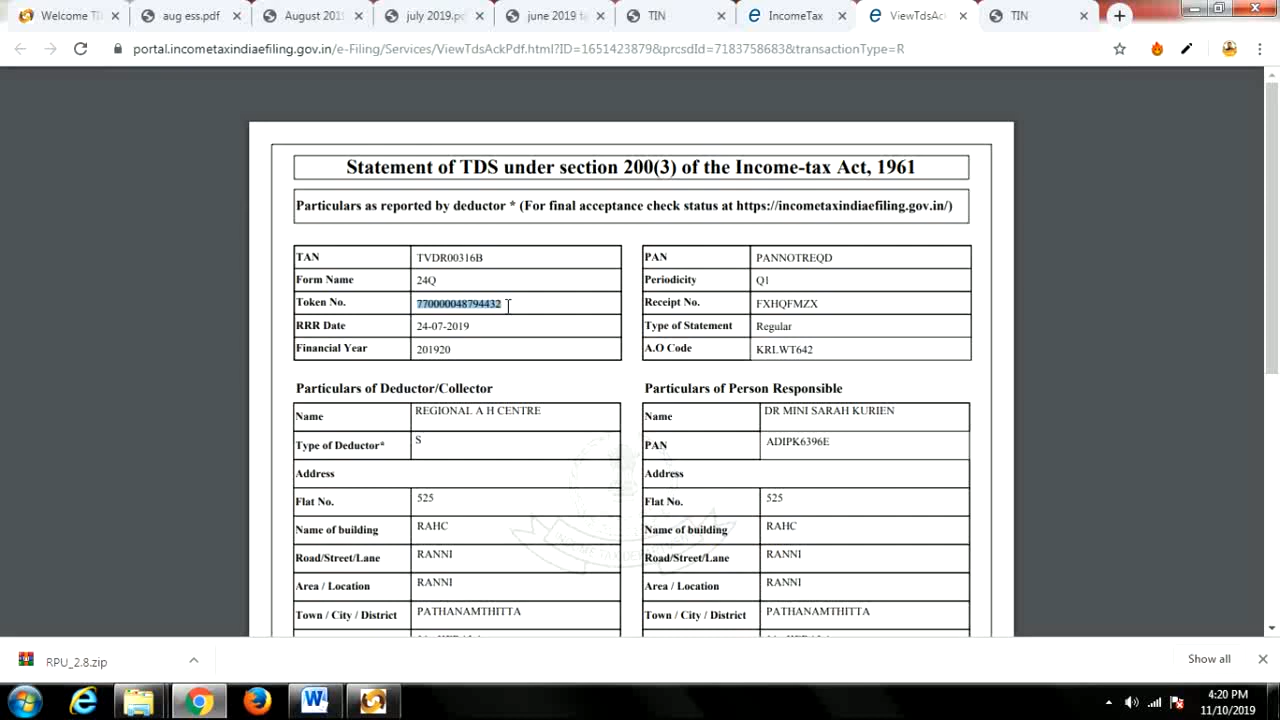 Welcome T
aug ess.pdf
August 201
july 2019.p
june 2019 f
TIN
IncomeTax
ViewTdsAc
TIN
portal.incometaxindiaefiling.gov.in/e-Filing/Services/ViewTdsAckPdf.html?ID=1651423879&prcsdId=7183758683&transactionType=R
Statement of TDS under section 200(3) of the Income-tax Act, 1961
Particulars as reported by deductor * (For final acceptance check status at https://incometaxindiaefiling.gov.in/)
TAN TVDR00316B PAN PANNOTREQD
Form Name 24Q Periodicity Q1
Token No. 770000048794432 Receipt No. FXHQFMZX
RRR Date 24-07-2019 Type of Statement Regular
Financial Year 201920 A.O Code KRLWT642
Particulars of Deductor/Collector Particulars of Person Responsible
Name REGIONAL A H CENTRE Name DR MINI SARAH KURIEN
Type of Deductor* S PAN ADIPK6396E
Address Address
Flat No. 525 Flat No. 525
Name of building RAHC Name of building RAHC
Road/Street/Lane RANNI Road/Street/Lane RANNI
Area / Location RANNI Area / Location RANNI
Town / City / District PATHANAMTHITTA Town / City / District PATHANAMTHITTA
INCOME TAX DEPARTMENT
RPU_2.8.zip
Show all
4:20 PM
11/10/2019